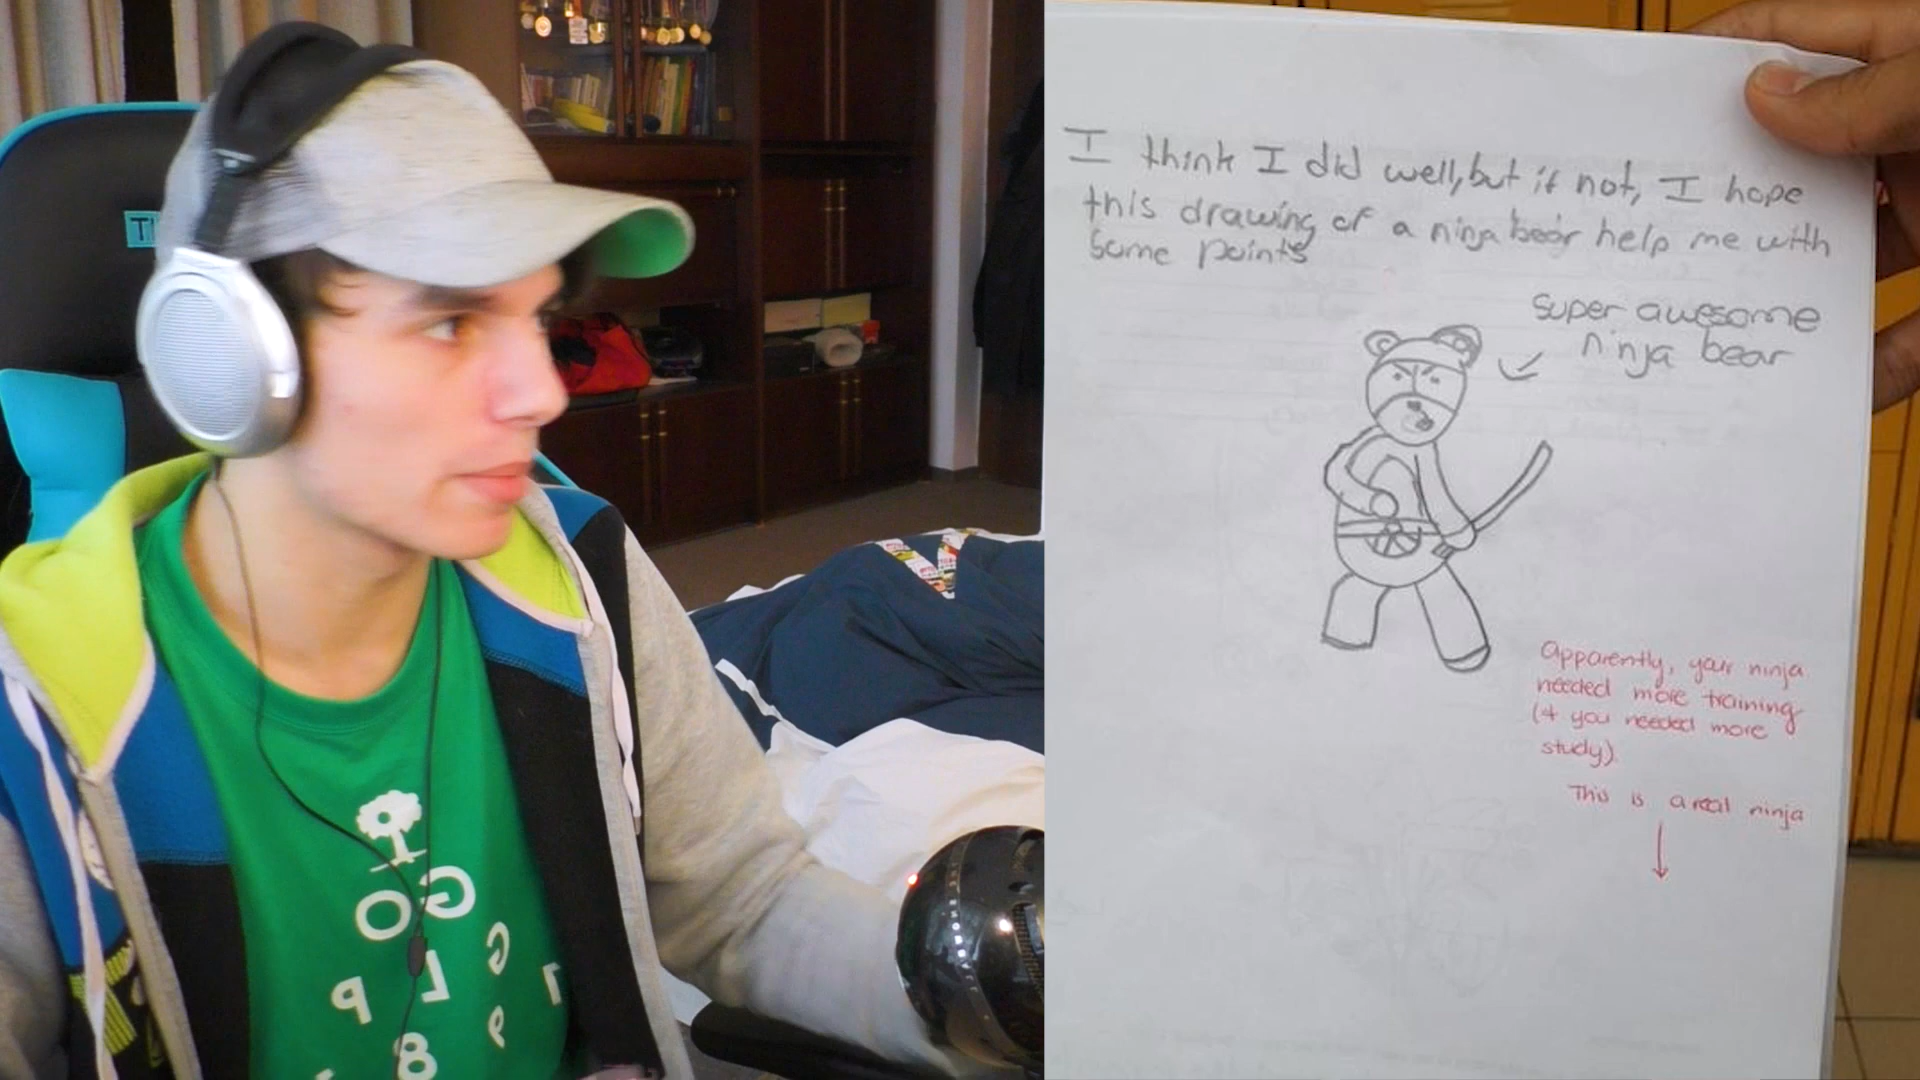 I think I did well, but if not, I hope
this drawing of a ninja bear help me with
some points
super awesome
ninja bear
Apparently, your ninja
needed more training
(& you needed more
study).
This is a real ninja
GO